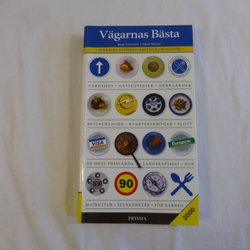 Vägarnas Bästa
VÄRDSHUS · GÄSTGIVERIER · HERRGÅRDAR
RESTAURANGER · KVARTERSKROGAR · SLOTT
VISA
DE MEST PRISVÄRDA · LANDSKAPSMAT · PUB
90
MATKULTUR · SEVÄRDHETER · FÖR BARNEN
PRISMA
2000